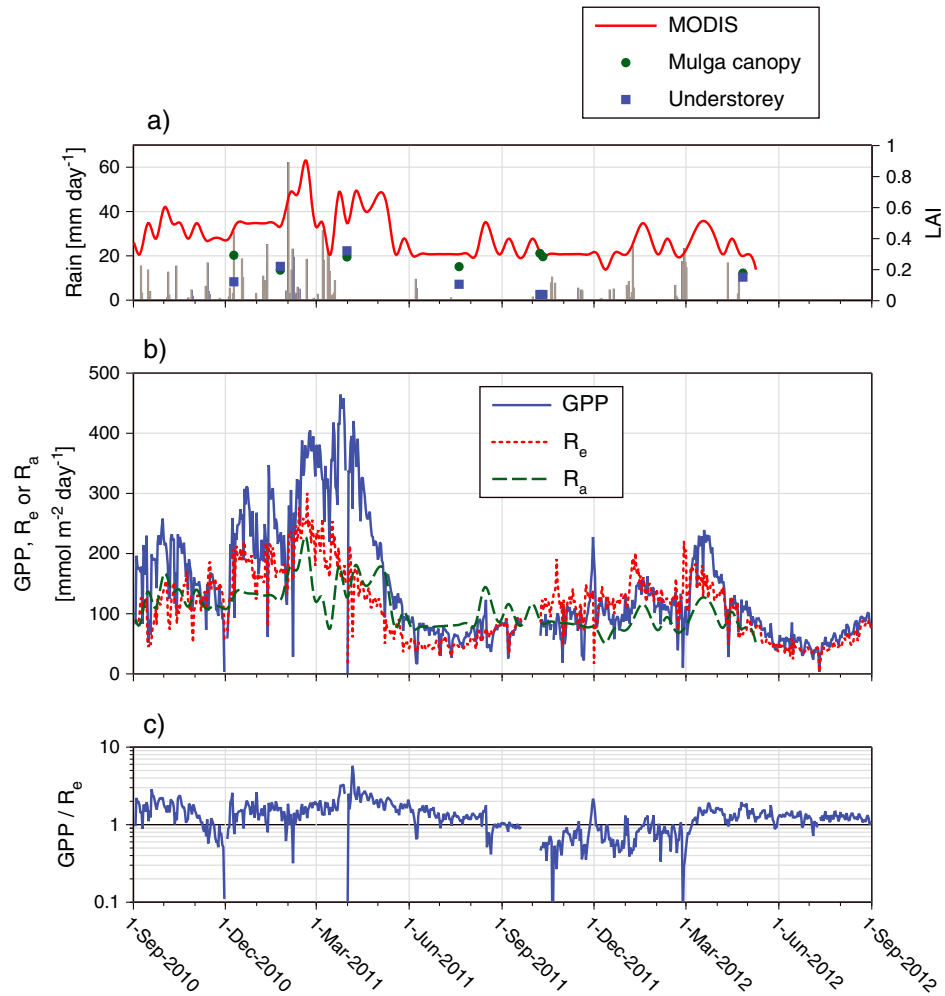 MODIS
Mulga canopy
Understorey
a)
60
40
20
0
Rain [mm day-1]
1
0.8
0.6
0.4
0.2
0
LAI
b)
500
400
300
200
100
0
GPP, Re or Ra
[mmol m-2 day-1]
GPP
Re
Ra
c)
10
1
0.1
GPP / Re
1-Sep-2010
1-Dec-2010
1-Mar-2011
1-Jun-2011
1-Sep-2011
1-Dec-2011
1-Mar-2012
1-Jun-2012
1-Sep-2012